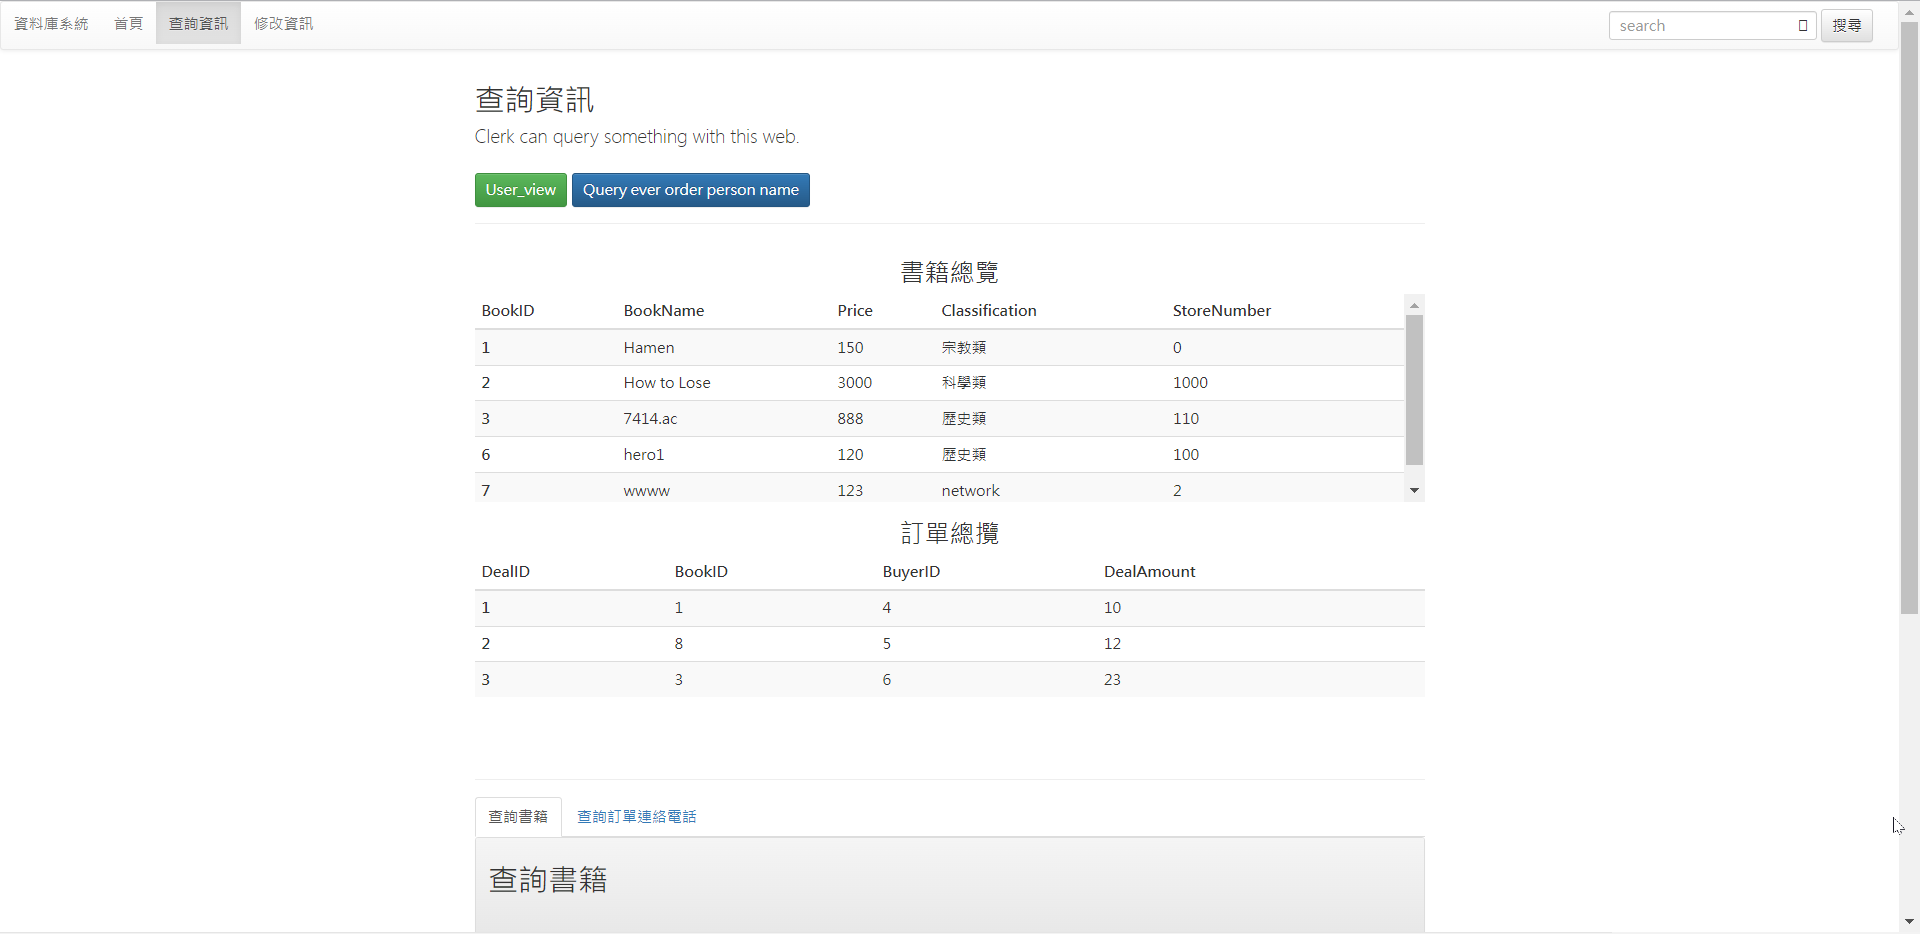 資料庫系統 首頁 查詢資訊 修改資訊 search 搜尋
查詢資訊
Clerk can query something with this web.
User_view Query ever order person name
書籍總覽
BookID BookName Price Classification StoreNumber
1 Hamen 150 宗教類 0
2 How to Lose 3000 科學類 1000
3 7414.ac 888 歷史類 110
6 hero1 120 歷史類 100
7 wwww 123 network 2
訂單總攬
DealID BookID BuyerID DealAmount
1 1 4 10
2 8 5 12
3 3 6 23
查詢書籍 查詢訂單連絡電話
查詢書籍